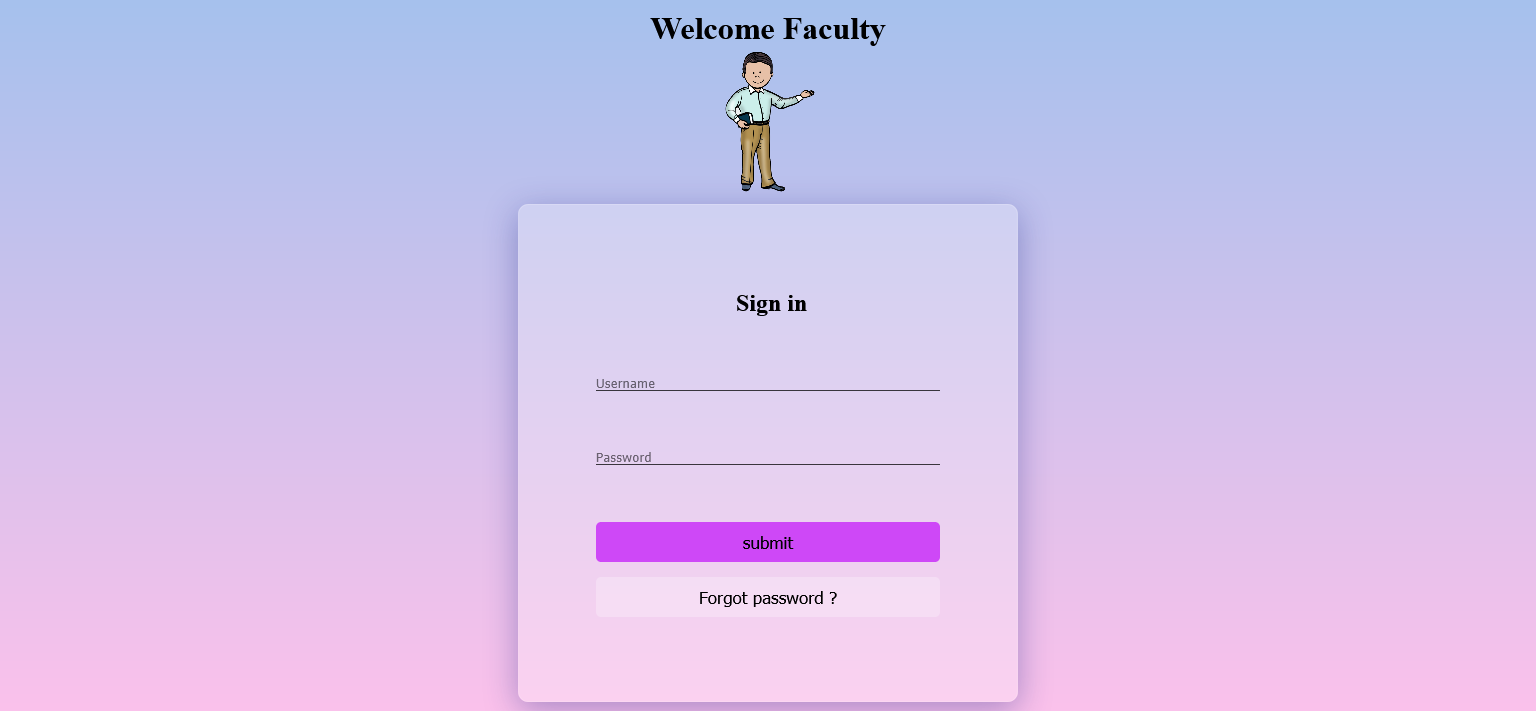 Welcome Faculty
Sign in
Username
Password
submit
Forgot password ?